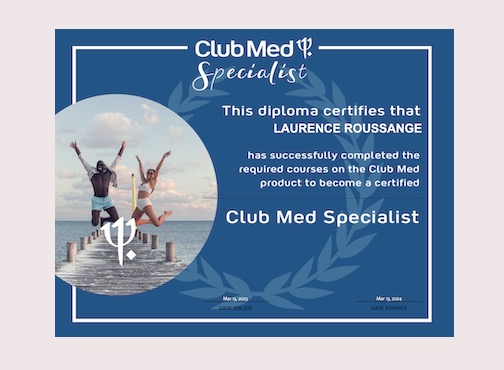 Club Med
Specialist
This diploma certifies that
LAURENCE ROUSSANGE
has successfully completed the
required courses on the Club Med
product to become a certified
Club Med Specialist
Mar 15, 2023
Mar 15, 2024
DATE ISSUED
DATE EXPIRES